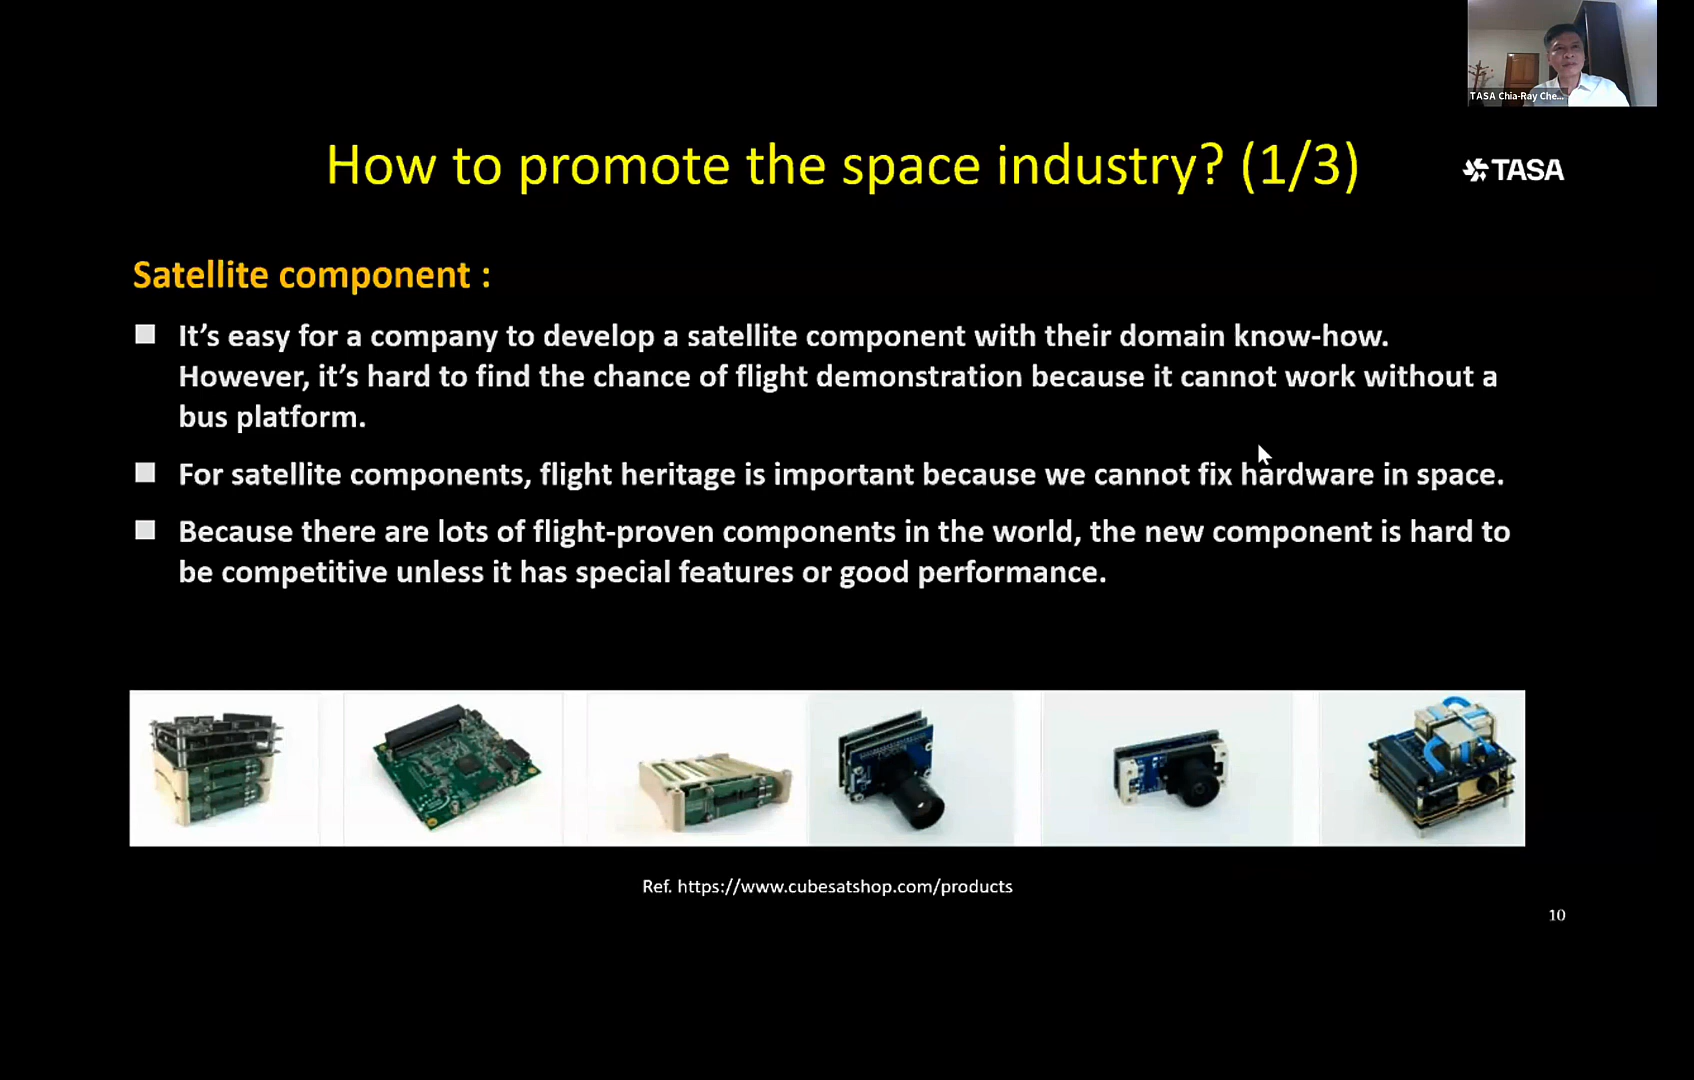 TASA Chia-Ray Che...
How to promote the space industry? (1/3)
TASA
Satellite component :
It’s easy for a company to develop a satellite component with their domain know-how.
However, it’s hard to find the chance of flight demonstration because it cannot work without a
bus platform.
For satellite components, flight heritage is important because we cannot fix hardware in space.
Because there are lots of flight-proven components in the world, the new component is hard to
be competitive unless it has special features or good performance.
Ref. https://www.cubesatshop.com/products
10